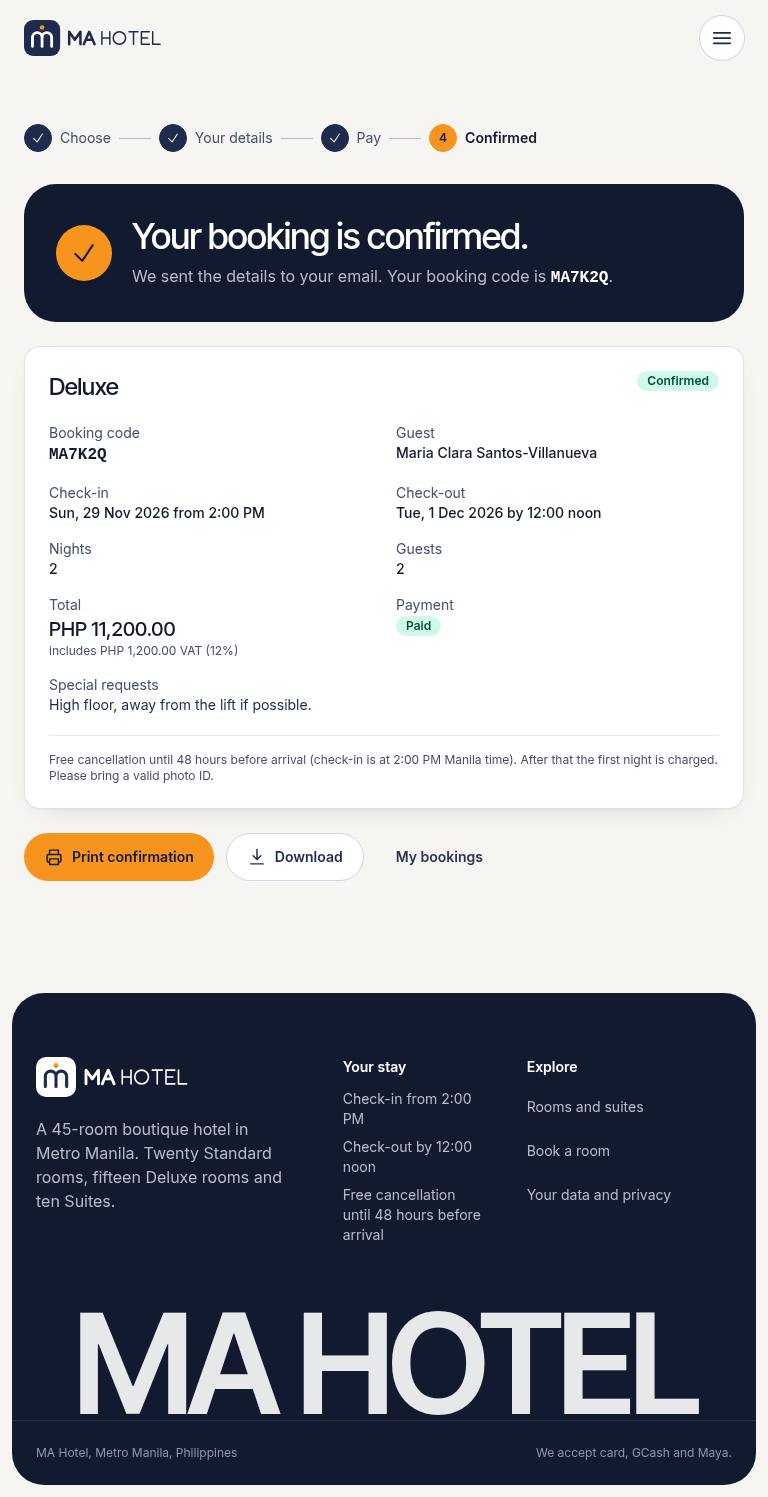 MA HOTEL
Choose
Your details
Pay
4
Confirmed
Your booking is confirmed.
We sent the details to your email. Your booking code is MA7K2Q.
Deluxe
Confirmed
Booking code
MA7K2Q
Guest
Maria Clara Santos-Villanueva
Check-in
Sun, 29 Nov 2026 from 2:00 PM
Check-out
Tue, 1 Dec 2026 by 12:00 noon
Nights
2
Guests
2
Total
PHP 11,200.00
includes PHP 1,200.00 VAT (12%)
Payment
Paid
Special requests
High floor, away from the lift if possible.
Free cancellation until 48 hours before arrival (check-in is at 2:00 PM Manila time). After that the first night is charged.
Please bring a valid photo ID.
Print confirmation
Download
My bookings
MA HOTEL
A 45-room boutique hotel in
Metro Manila. Twenty Standard
rooms, fifteen Deluxe rooms and
ten Suites.
Your stay
Check-in from 2:00
PM
Check-out by 12:00
noon
Free cancellation
until 48 hours before
arrival
Explore
Rooms and suites
Book a room
Your data and privacy
MA HOTEL
MA Hotel, Metro Manila, Philippines
We accept card, GCash and Maya.